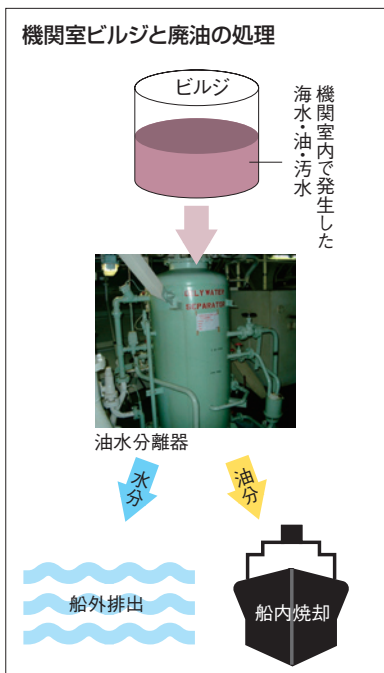 機関室ビルジと廃油の処理
ビルジ
機関室内で発生した
海水・油・汚水
OILY WATER
SEPARATOR
油水分離器
水分
油分
船外排出
船内焼却